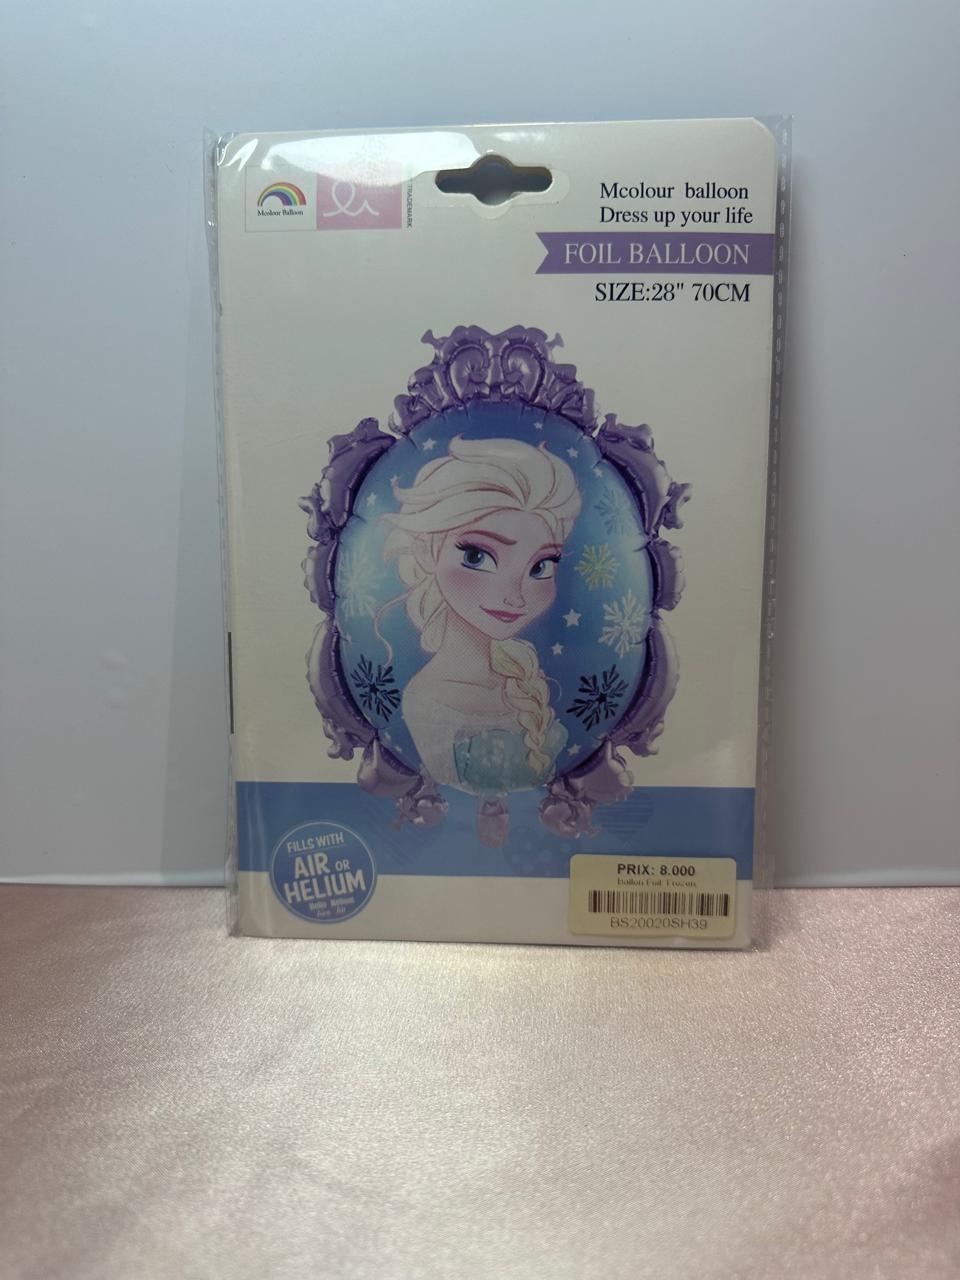 Mcolour Balloon
TRADEMARK
Mcolour balloon
Dress up your life
FOIL BALLOON
SIZE:28" 70CM
FILLS WITH
AIR OR
HELIUM
PRIX: 8.000
Ballon Foil Frozen
BS20020SH39